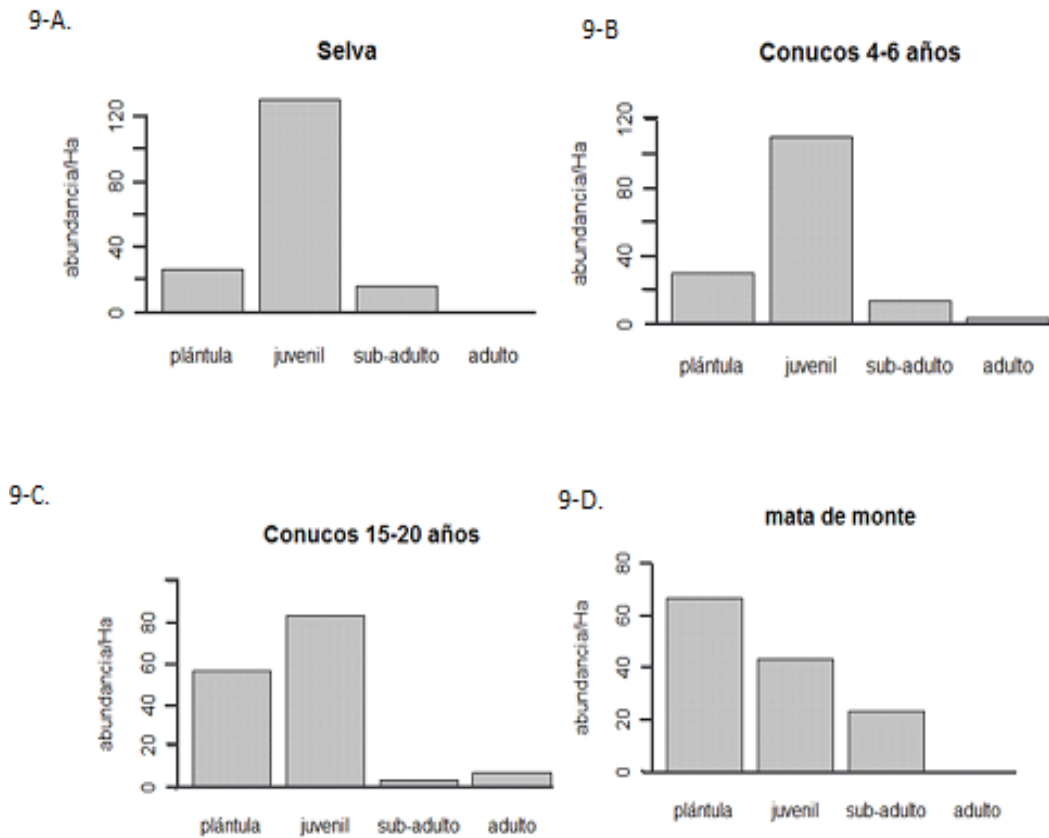 9-A.
Selva
abundancia/Ha
120
80
40
0
plántula juvenil sub-adulto adulto
9-B
Conucos 4-6 años
abundancia/Ha
120
80
40
0
plántula juvenil sub-adulto adulto
9-C.
Conucos 15-20 años
abundancia/Ha
80
60
40
20
0
plántula juvenil sub-adulto adulto
9-D.
mata de monte
abundancia/Ha
80
60
40
20
0
plántula juvenil sub-adulto adulto